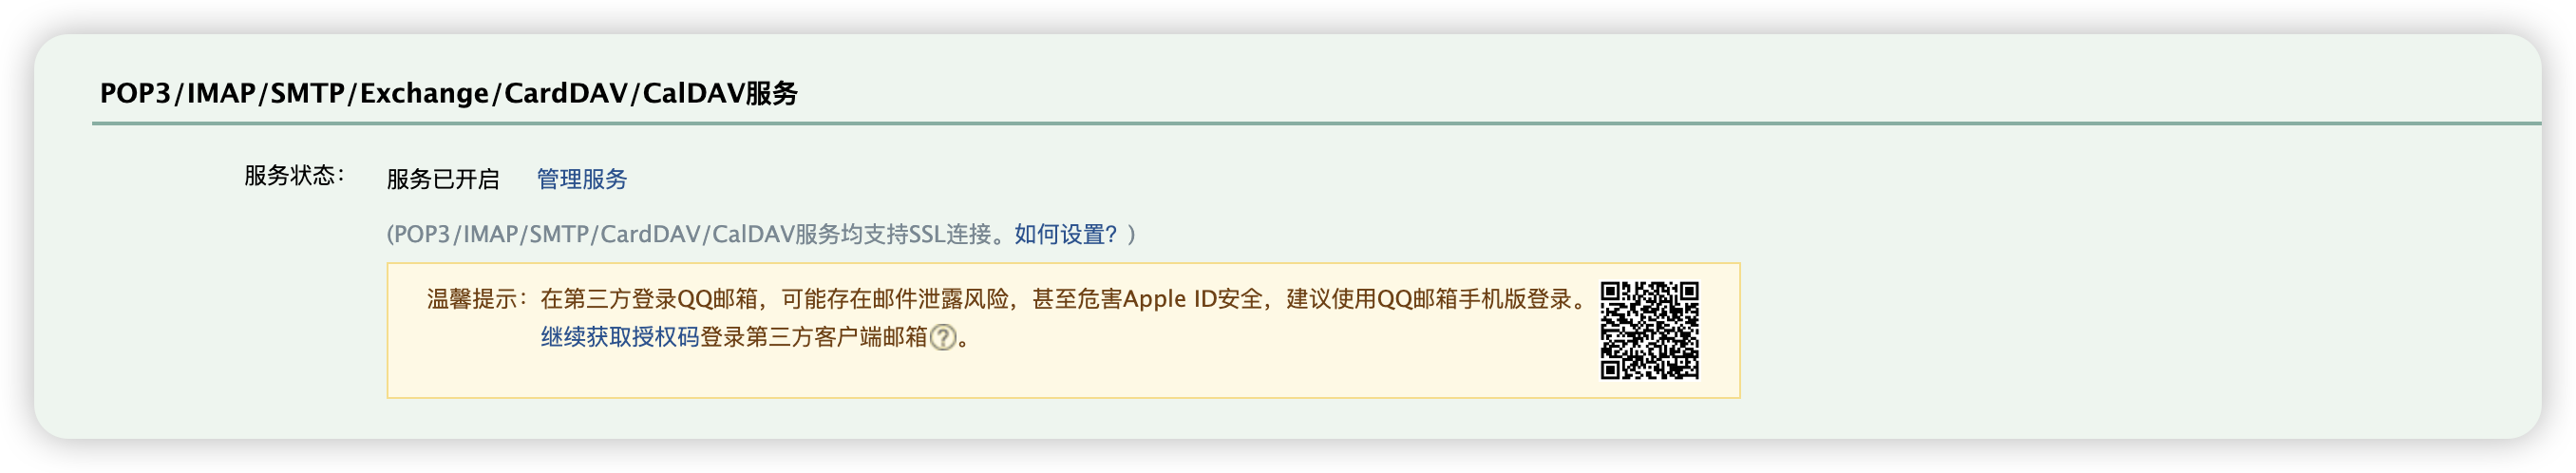 POP3/IMAP/SMTP/Exchange/CardDAV/CalDAV服务
服务状态： 服务已开启 管理服务
(POP3/IMAP/SMTP/CardDAV/CalDAV服务均支持SSL连接。如何设置？)
温馨提示：在第三方登录QQ邮箱，可能存在邮件泄露风险，甚至危害Apple ID安全，建议使用QQ邮箱手机版登录。
继续获取授权码登录第三方客户端邮箱?。